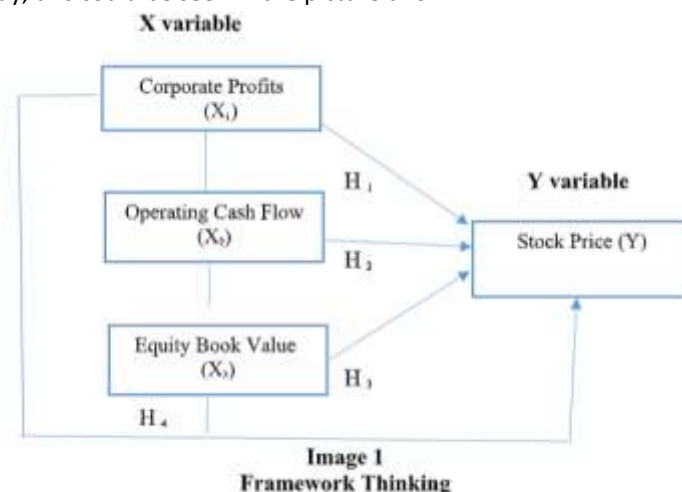 X variable
Corporate Profits
(X₁)
H ₁
Y variable
Operating Cash Flow
(X₂)
Stock Price (Y)
H ₂
Equity Book Value
(X₃)
H ₃
H ₄
Image 1
Framework Thinking